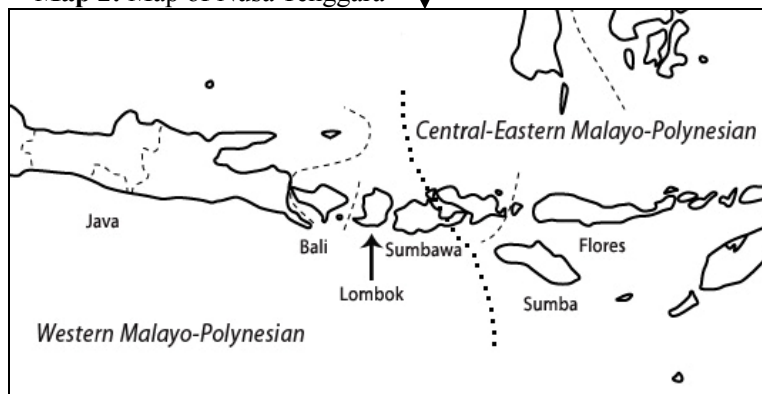 Map 2: Map of Nusa Tenggara
Central-Eastern Malayo-Polynesian
Java
Bali
Sumbawa
Flores
Lombok
Sumba
Western Malayo-Polynesian